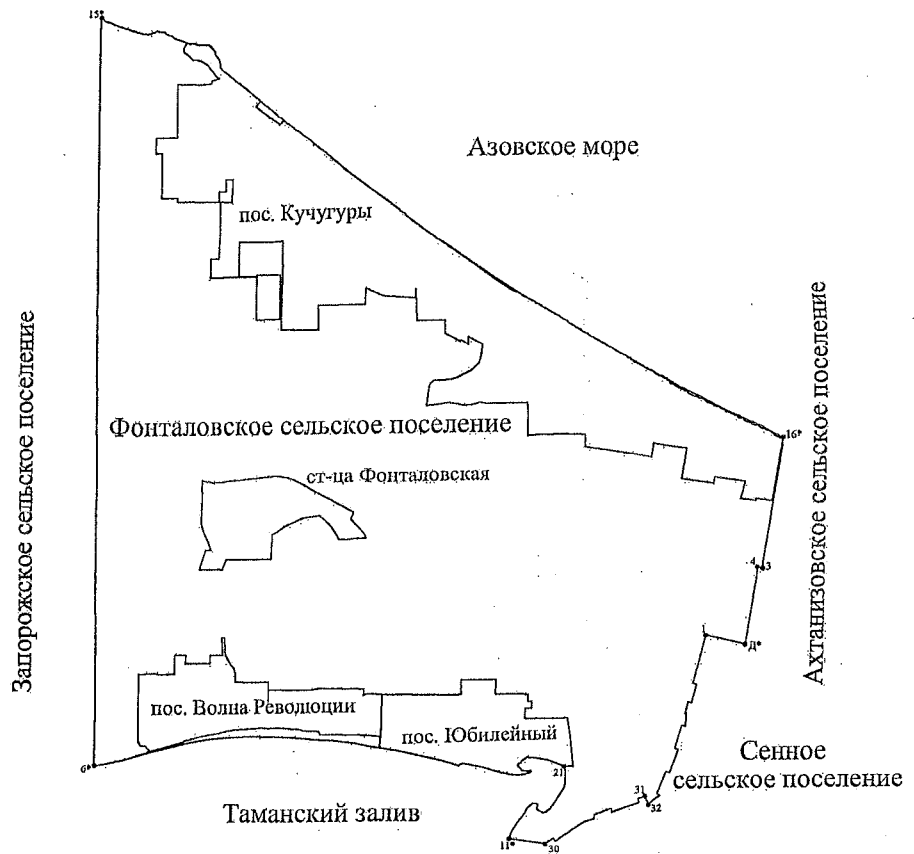 15*
Азовское море
пос. Кучугуры
Запорожское сельское поселение
Ахтанизовское сельское поселение
Фонталовское сельское поселение
16*
ст-ца Фонталовская
4
3
Д*
пос. Волна Революции
пос. Юбилейный
6*
21
Сенное
сельское поселение
31
32
Таманский залив
11*
30